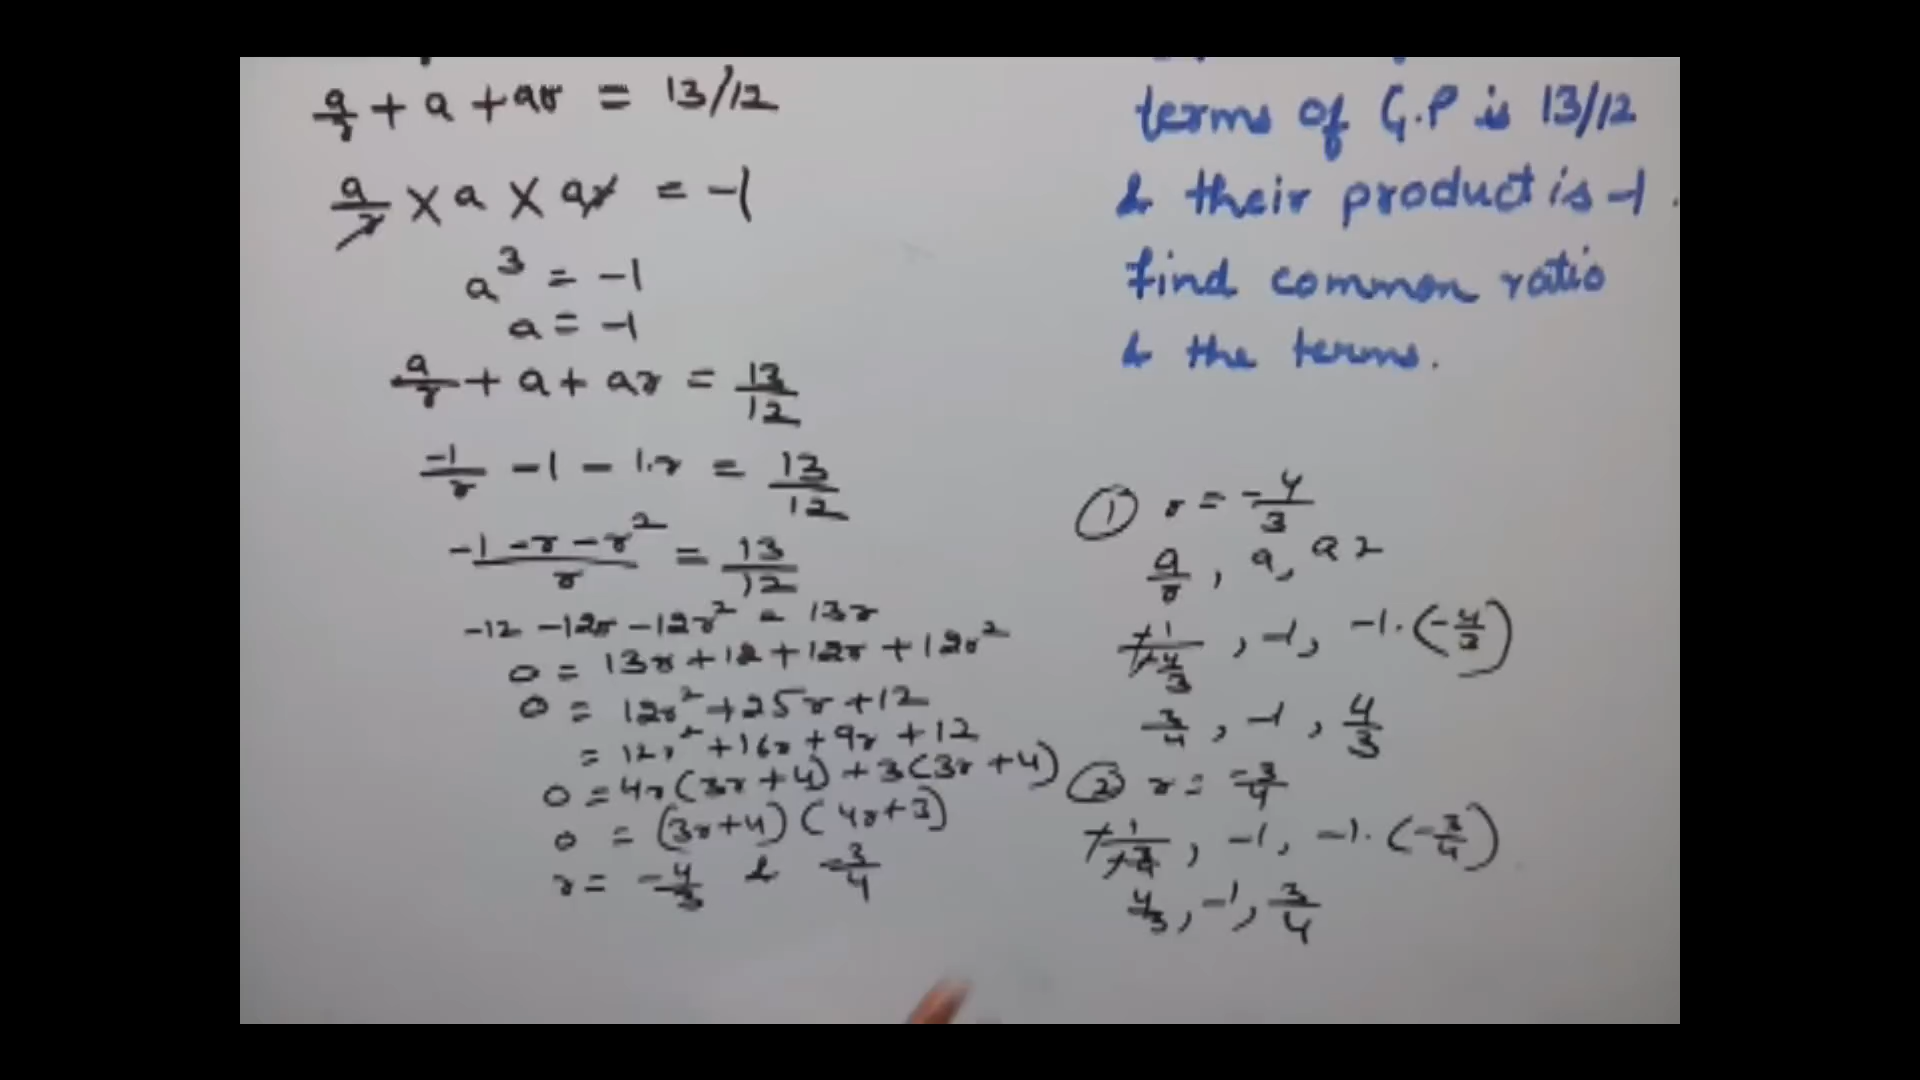 a/r + a + ar = 13/12
a/r × a × ar = -1
a³ = -1
a = -1
a/r + a + ar = 13/12
-1/r - 1 - 1.r = 13/12
-1 - r - r²/r = 13/12
-12 - 12r - 12r² = 13r
0 = 13r + 12 + 12r + 12r²
0 = 12r² + 25r + 12
= 12r² + 16r + 9r + 12
0 = 4r(3r+4) + 3(3r+4)
0 = (3r+4)(4r+3)
r = -4/3 & -3/4
terms of G.P is 13/12
& their product is -1.
find common ratio
& the terms.
① r = -4/3
a/r, a, ar
-1/-4/3, -1, -1.(-4/3)
3/4, -1, 4/3
② r = -3/4
-1/-3/4, -1, -1.(-3/4)
4/3, -1, 3/4